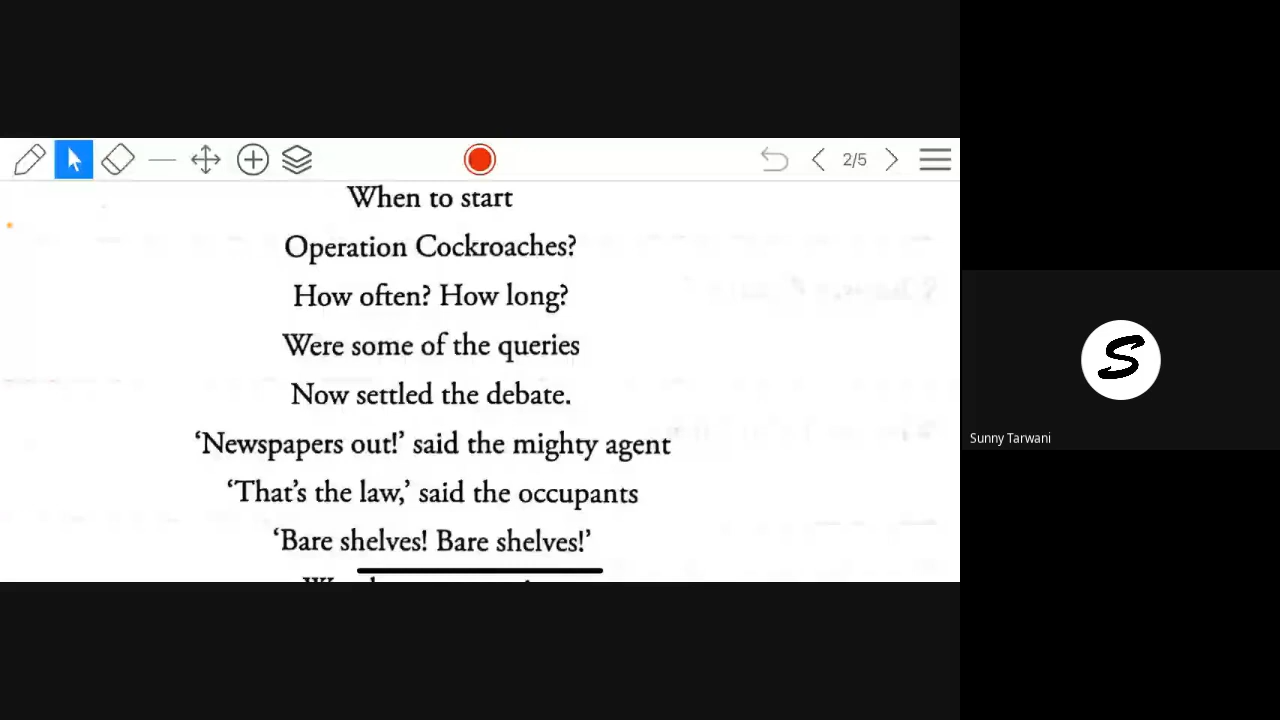 2/5
When to start
Operation Cockroaches?
How often? How long?
Were some of the queries
Now settled the debate.
‘Newspapers out!’ said the mighty agent
‘That’s the law,’ said the occupants
‘Bare shelves! Bare shelves!’
S
Sunny Tarwani